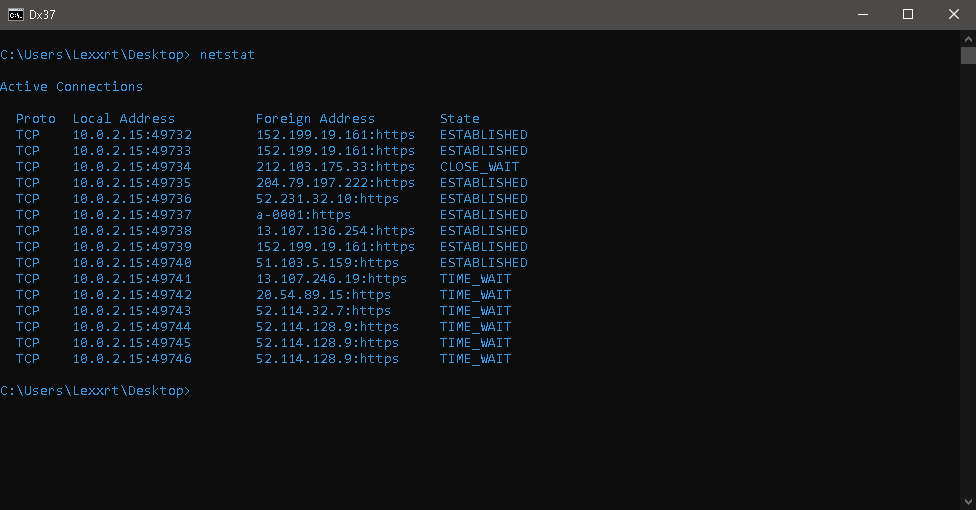 Dx37
C:\Users\Lexxrt\Desktop> netstat
Active Connections
Proto  Local Address          Foreign Address        State
TCP    10.0.2.15:49732        152.199.19.161:https   ESTABLISHED
TCP    10.0.2.15:49733        152.199.19.161:https   ESTABLISHED
TCP    10.0.2.15:49734        212.103.175.33:https   CLOSE_WAIT
TCP    10.0.2.15:49735        204.79.197.222:https   ESTABLISHED
TCP    10.0.2.15:49736        52.231.32.10:https     ESTABLISHED
TCP    10.0.2.15:49737        a-0001:https           ESTABLISHED
TCP    10.0.2.15:49738        13.107.136.254:https   ESTABLISHED
TCP    10.0.2.15:49739        152.199.19.161:https   ESTABLISHED
TCP    10.0.2.15:49740        51.103.5.159:https     ESTABLISHED
TCP    10.0.2.15:49741        13.107.246.19:https    TIME_WAIT
TCP    10.0.2.15:49742        20.54.89.15:https      TIME_WAIT
TCP    10.0.2.15:49743        52.114.32.7:https      TIME_WAIT
TCP    10.0.2.15:49744        52.114.128.9:https     TIME_WAIT
TCP    10.0.2.15:49745        52.114.128.9:https     TIME_WAIT
TCP    10.0.2.15:49746        52.114.128.9:https     TIME_WAIT
C:\Users\Lexxrt\Desktop>